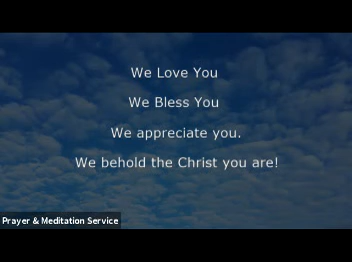 We Love You
We Bless You
We appreciate you.
We behold the Christ you are!
Prayer & Meditation Service